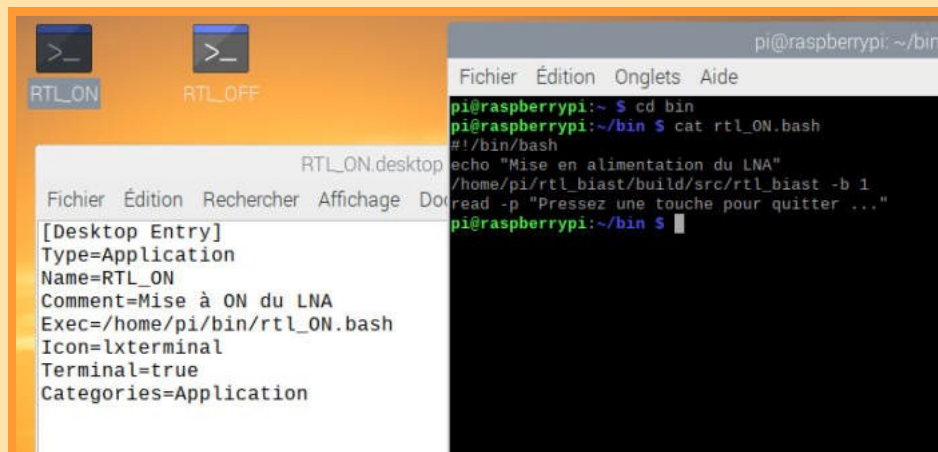 RTL_ON
RTL_OFF
RTL_ON.desktop
Fichier Édition Rechercher Affichage
[Desktop Entry]
Type=Application
Name=RTL_ON
Comment=Mise à ON du LNA
Exec=/home/pi/bin/rtl_ON.bash
Icon=lxterminal
Terminal=true
Categories=Application
pi@raspberrypi: ~/bin
Fichier Édition Onglets Aide
pi@raspberrypi:~ $ cd bin
pi@raspberrypi:~/bin $ cat rtl_ON.bash
#!/bin/bash
echo "Mise en alimentation du LNA"
/home/pi/rtl_biast/build/src/rtl_biast -b 1
read -p "Pressez une touche pour quitter ..."
pi@raspberrypi:~/bin $